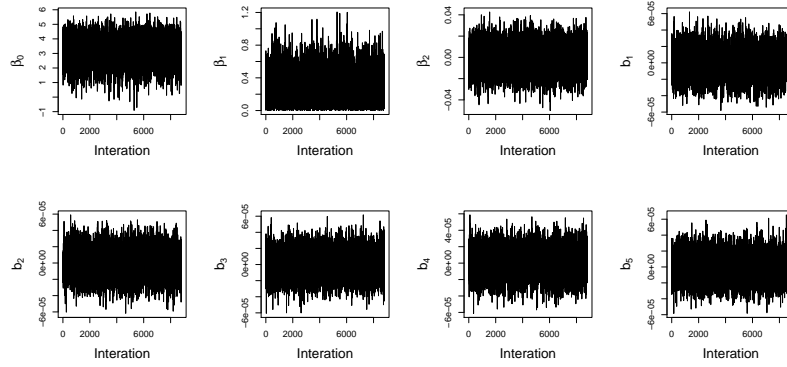 β0
−1 1 2 3 4 5 6
0 2000 6000
Interation
β1
0.0 0.4 0.8 1.2
0 2000 6000
Interation
β2
−0.04 0.00 0.04
0 2000 6000
Interation
b1
−6e−05 0e+00 6e−05
0 2000 6000
Interation
b2
−6e−05 0e+00 6e−05
0 2000 6000
Interation
b3
−6e−05 0e+00 6e−05
0 2000 6000
Interation
b4
−6e−05 0e+00 4e−05
0 2000 6000
Interation
b5
−6e−05 0e+00 6e−05
0 2000 6000
Interation